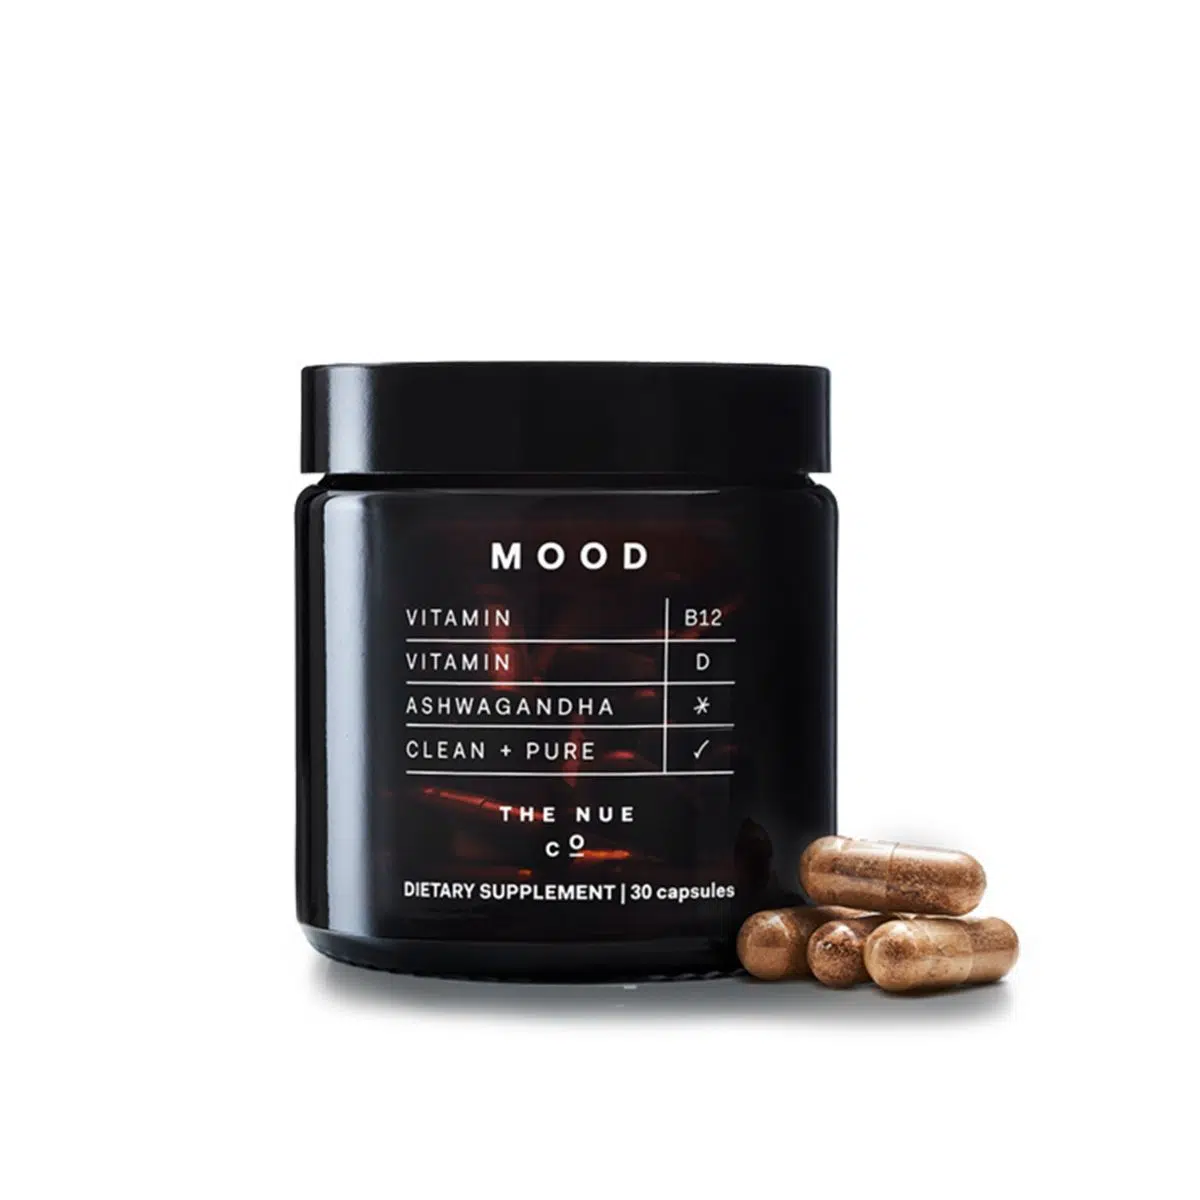 MOOD
VITAMIN B12
VITAMIN D
ASHWAGANDHA *
CLEAN + PURE ✓
THE NUE
CO
DIETARY SUPPLEMENT | 30 capsules